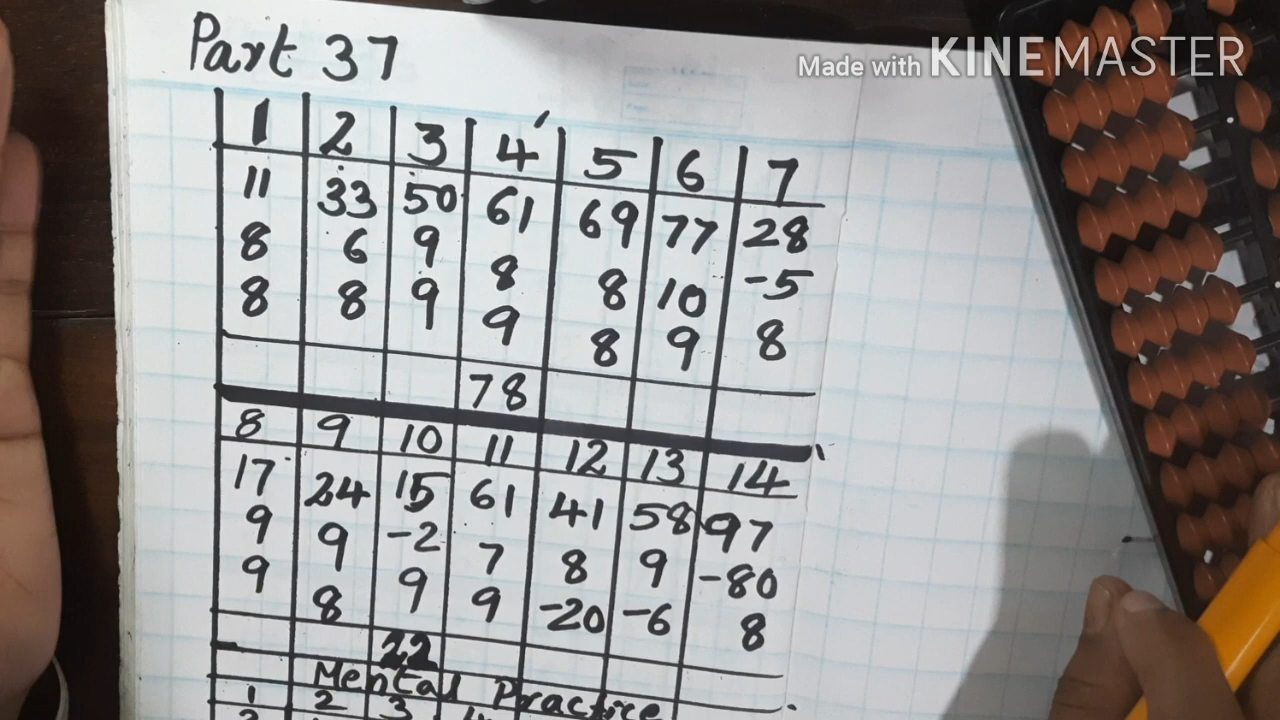 Part 37
Made with KINEMASTER
1 2 3 4 5 6 7
11 33 50 61 69 77 28
8 6 9 8 8 10 -5
8 8 9 9 8 9 8
78
8 9 10 11 12 13 14
17 24 15 61 41 58 97
9 9 -2 7 8 9 -80
9 8 9 9 -20 -6 8
22
Mental Practice
1 2 3